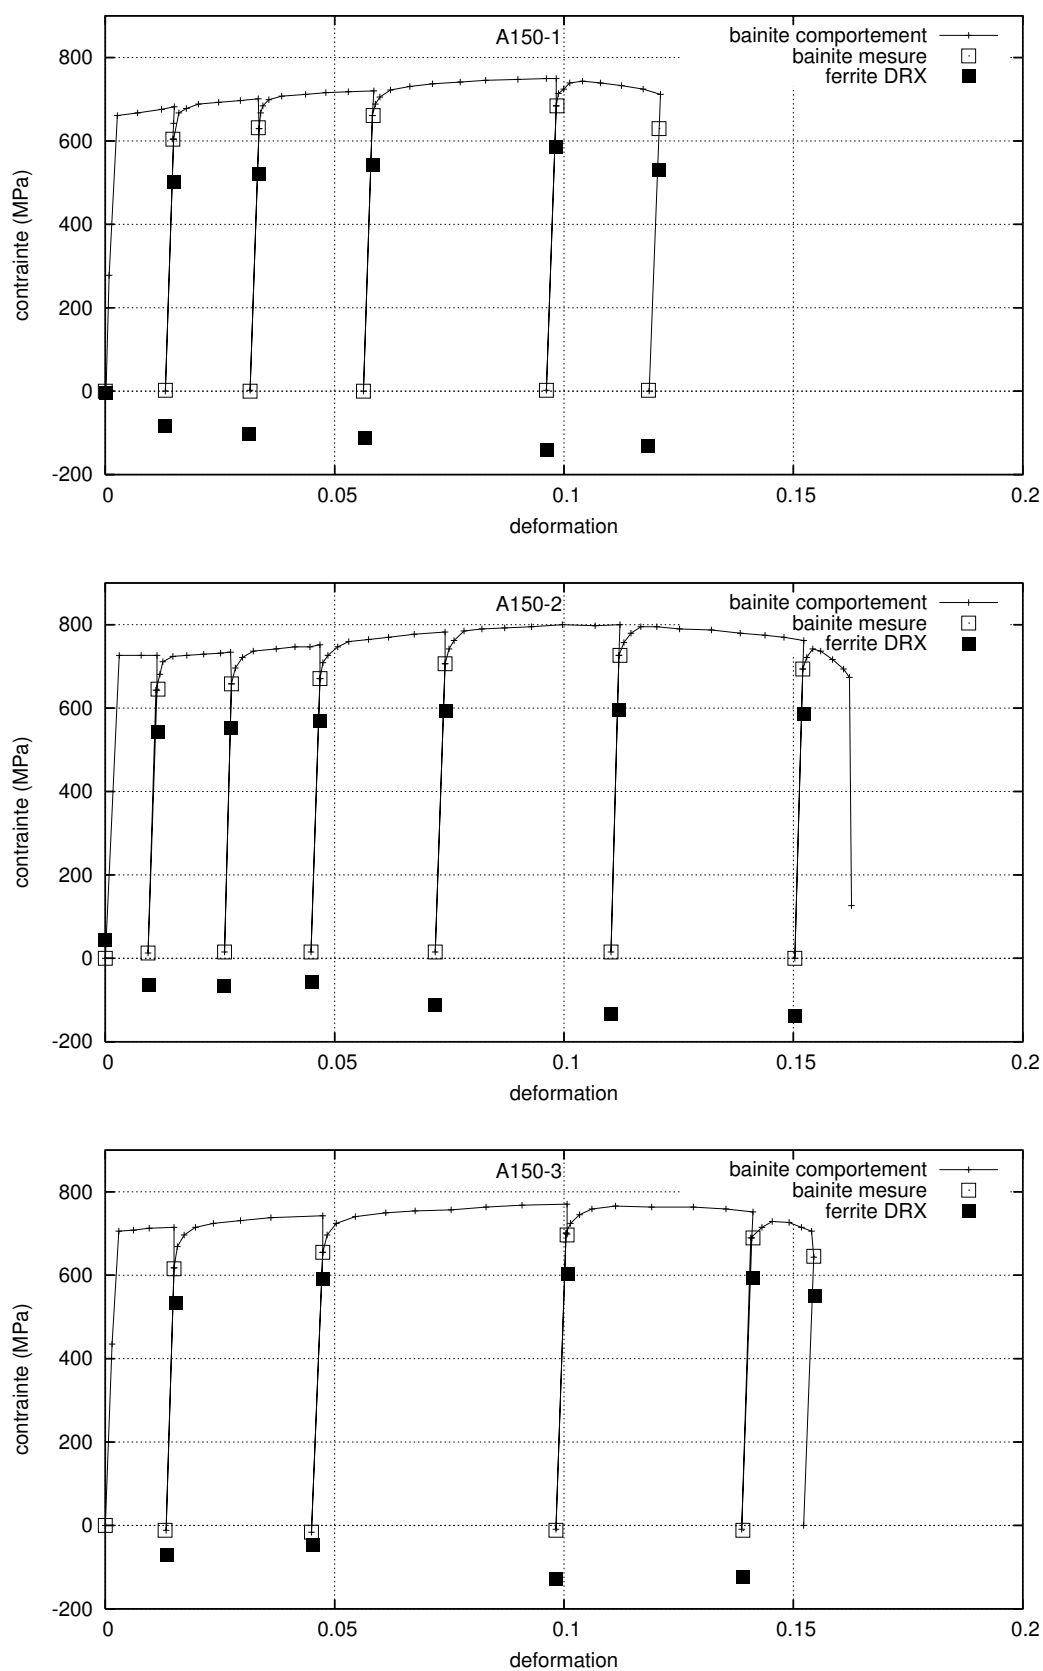 A150-1
bainite comportement
bainite mesure
ferrite DRX
800
600
400
200
0
-200
contrainte (MPa)
0 0.05 0.1 0.15 0.2
deformation
A150-2
bainite comportement
bainite mesure
ferrite DRX
800
600
400
200
0
-200
contrainte (MPa)
0 0.05 0.1 0.15 0.2
deformation
A150-3
bainite comportement
bainite mesure
ferrite DRX
800
600
400
200
0
-200
contrainte (MPa)
0 0.05 0.1 0.15 0.2
deformation